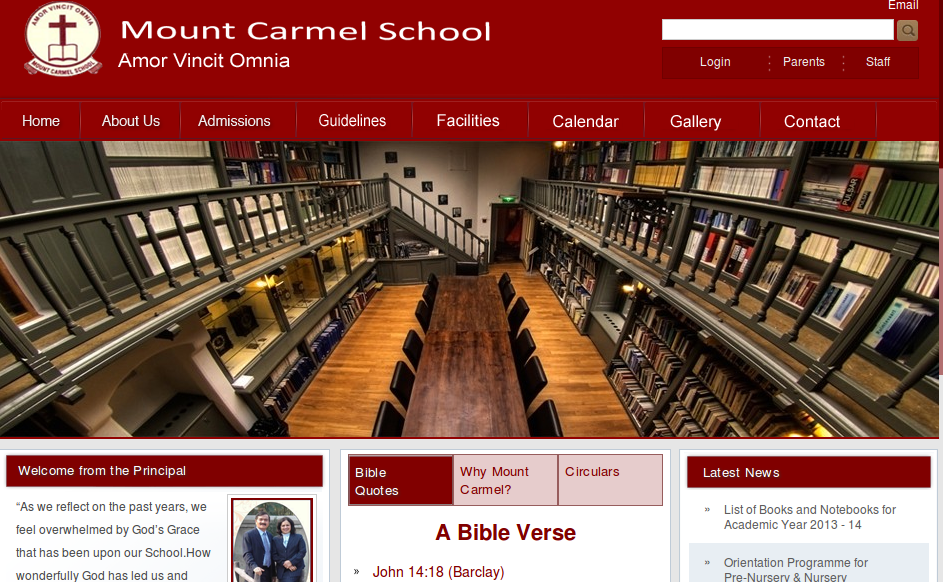 Email
AMOR VINCIT OMNIA
MOUNT CARMEL SCHOOL
Mount Carmel School
Amor Vincit Omnia
Login
Parents
Staff
Home
About Us
Admissions
Guidelines
Facilities
Calendar
Gallery
Contact
PULSAR
Welcome from the Principal
“As we reflect on the past years, we
feel overwhelmed by God’s Grace
that has been upon our School.How
wonderfully God has led us and
Bible
Quotes
Why Mount
Carmel?
Circulars
A Bible Verse
» John 14:18 (Barclay)
Latest News
» List of Books and Notebooks for
Academic Year 2013 - 14
» Orientation Programme for
Pre-Nursery & Nursery